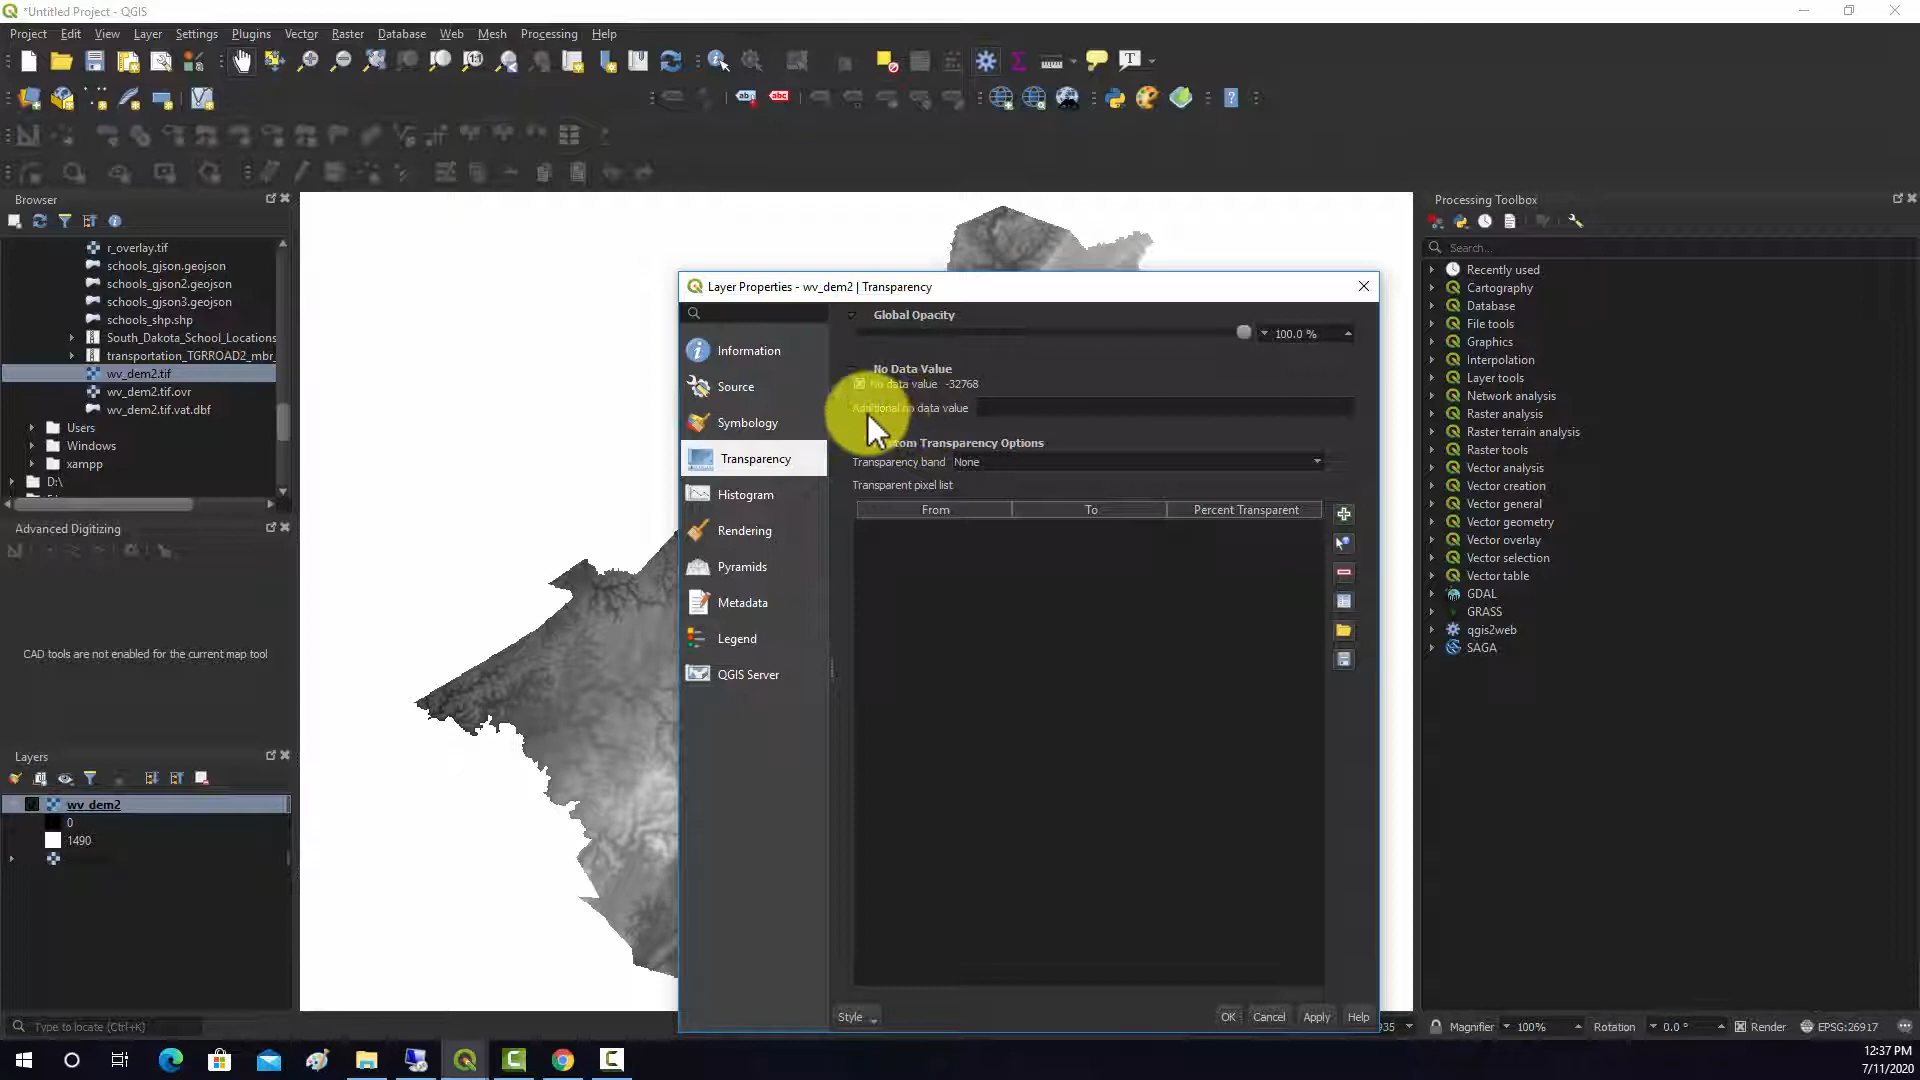 *Untitled Project - QGIS
Project Edit View Layer Settings Plugins Vector Raster Database Web Mesh Processing Help
Browser
r_overlay.tif
schools_gjson.geojson
schools_gjson2.geojson
schools_gjson3.geojson
schools_shp.shp
South_Dakota_School_Locations
transportation_TGRROAD2_mbr_
wv_dem2.tif
wv_dem2.tif.ovr
wv_dem2.tif.vat.dbf
Users
Windows
xampp
D:\
Advanced Digitizing
CAD tools are not enabled for the current map tool
Layers
wv_dem2
0
1490
Type to locate (Ctrl+K)
Layer Properties - wv_dem2 | Transparency
Information
Source
Symbology
Transparency
Histogram
Rendering
Pyramids
Metadata
Legend
QGIS Server
Global Opacity
100.0 %
No Data Value
No data value -32768
Additional no data value
Transparency Options
Transparency band None
Transparent pixel list
From To Percent Transparent
Style OK Cancel Apply Help
Processing Toolbox
Search...
Recently used
Cartography
Database
File tools
Graphics
Interpolation
Layer tools
Network analysis
Raster analysis
Raster terrain analysis
Raster tools
Vector analysis
Vector creation
Vector general
Vector geometry
Vector overlay
Vector selection
Vector table
GDAL
GRASS
qgis2web
SAGA
935 Magnifier 100% Rotation 0.0 ° Render EPSG:26917
12:37 PM
7/11/2020